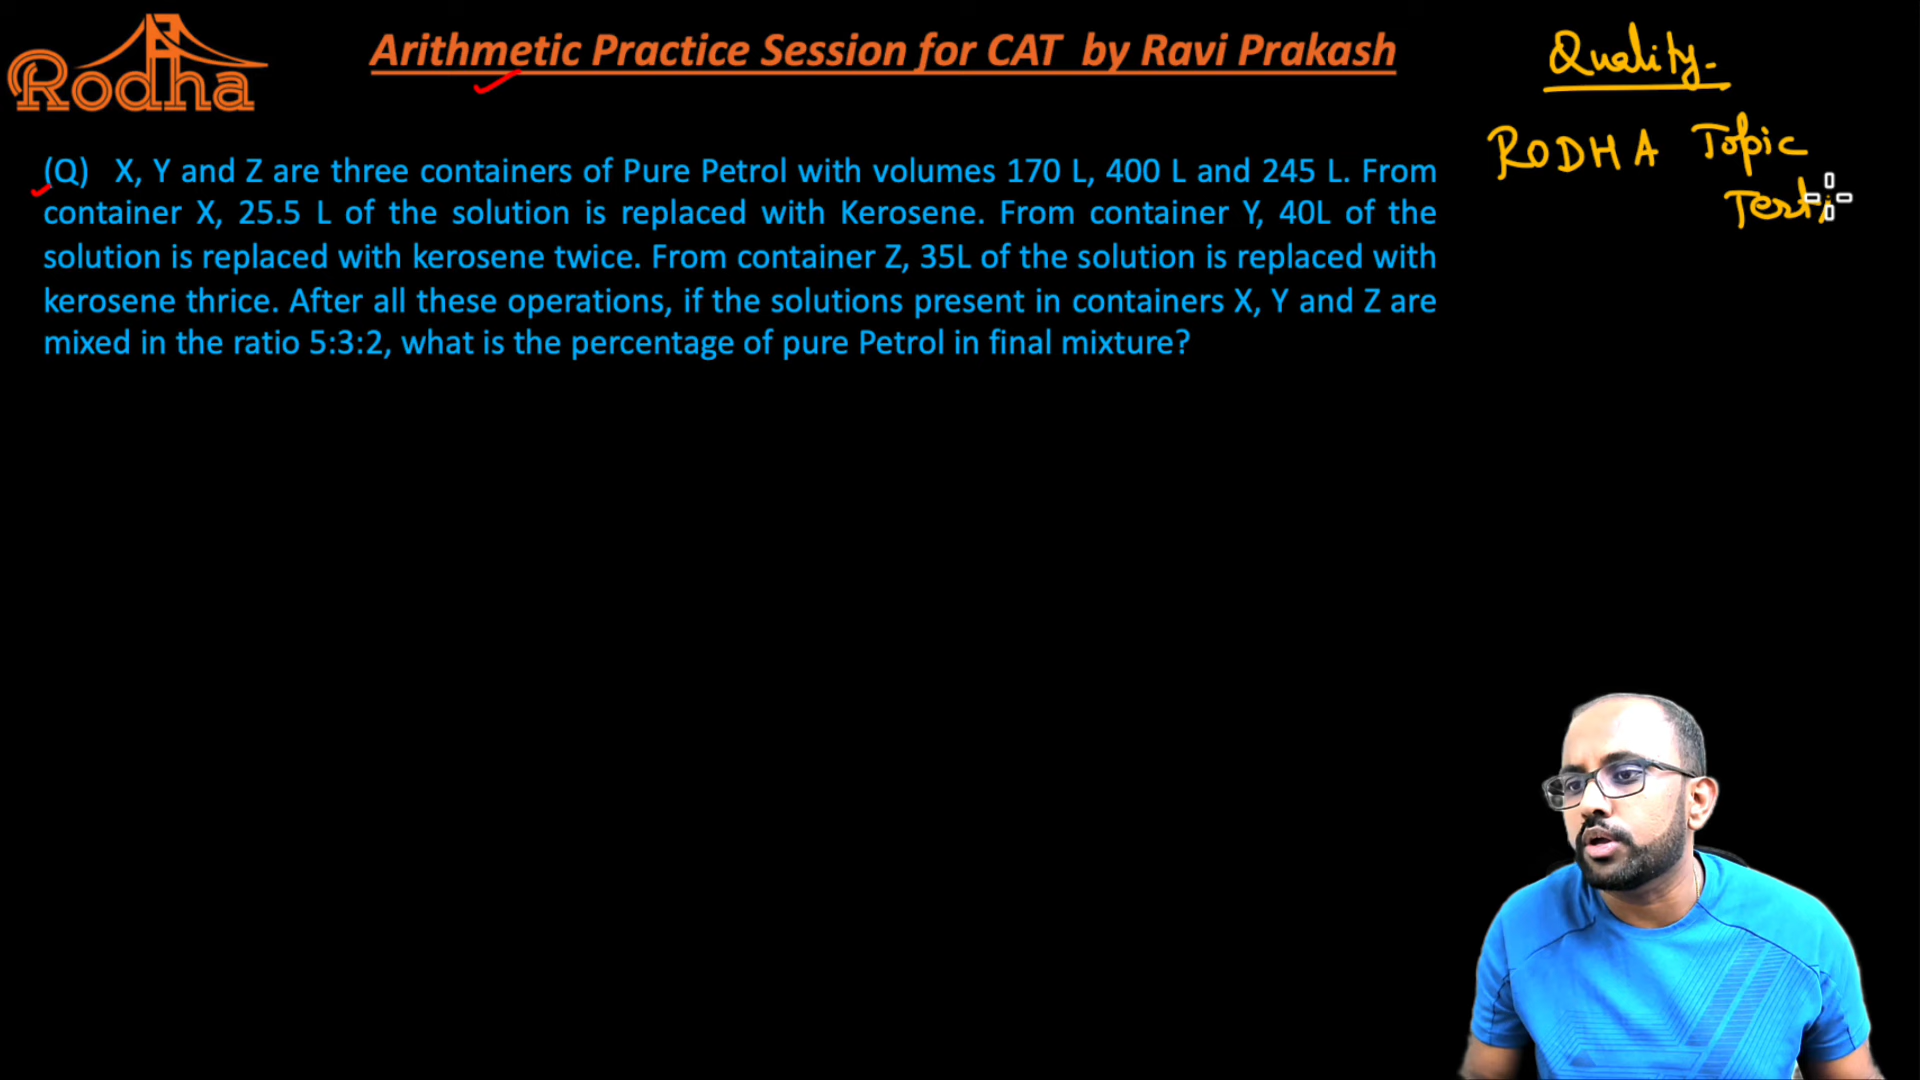 Rodha
Arithmetic Practice Session for CAT by Ravi Prakash
Quality.
RODHA Topic
Test
(Q) X, Y and Z are three containers of Pure Petrol with volumes 170 L, 400 L and 245 L. From
container X, 25.5 L of the solution is replaced with Kerosene. From container Y, 40L of the
solution is replaced with kerosene twice. From container Z, 35L of the solution is replaced with
kerosene thrice. After all these operations, if the solutions present in containers X, Y and Z are
mixed in the ratio 5:3:2, what is the percentage of pure Petrol in final mixture?